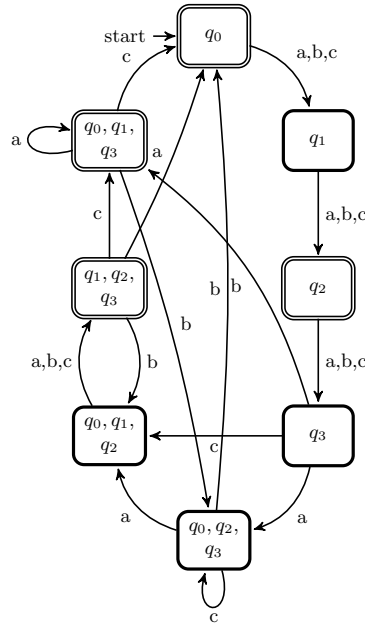 start
q₀
c
a,b,c
q₀, q₁,
q₃
a
a
q₁
c
a,b,c
q₁, q₂,
q₃
q₂
b
b
b
a,b,c
b
a,b,c
q₀, q₁,
q₂
c
q₃
a
a
q₀, q₂,
q₃
c